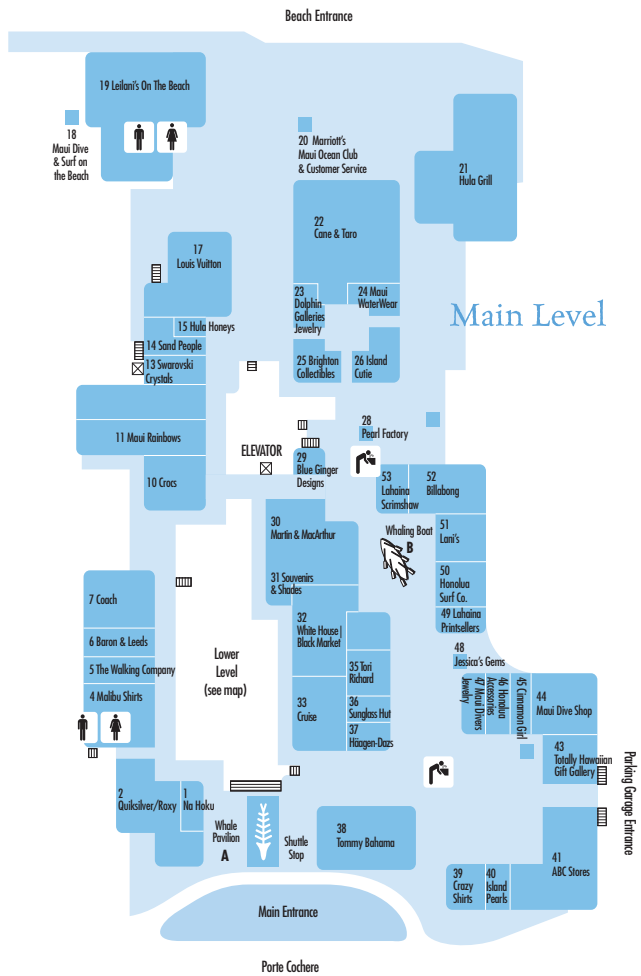 Beach Entrance
19 Leilani's On The Beach
18
Maui Dive
& Surf on
the Beach
20 Marriott's
Maui Ocean Club
& Customer Service
21
Hula Grill
22
Cane & Taro
17
Louis Vuitton
23
Dolphin
Galleries
Jewelry
24 Maui
WaterWear
Main Level
15 Hula Honeys
14 Sand People
13 Swarovski
Crystals
25 Brighton
Collectibles
26 Island
Cutie
11 Maui Rainbows
28
Pearl Factory
ELEVATOR
29
Blue Ginger
Designs
10 Crocs
53
Lahaina
Scrimshaw
52
Billabong
30
Martin & MacArthur
Whaling Boat
B
51
Lani's
31 Souvenirs
& Shades
50
Honolua
Surf Co.
7 Coach
49 Lahaina
Printsellers
32
White House |
Black Market
6 Baron & Leeds
Lower
Level
(see map)
48
Jessica's Gems
5 The Walking Company
35 Tori
Richard
4 Malibu Shirts
47 Maui Divers
Jewelry
46 Honolua
Accessories
45 Cinnamon Girl
44
Maui Dive Shop
33
Cruise
36
Sunglass Hut
37
Häagen-Dazs
43
Totally Hawaiian
Gift Gallery
Parking Garage Entrance
2
Quiksilver/Roxy
1
Na Hoku
Whale
Pavilion
A
Shuttle
Stop
38
Tommy Bahama
39
Crazy
Shirts
40
Island
Pearls
41
ABC Stores
Main Entrance
Porte Cochere